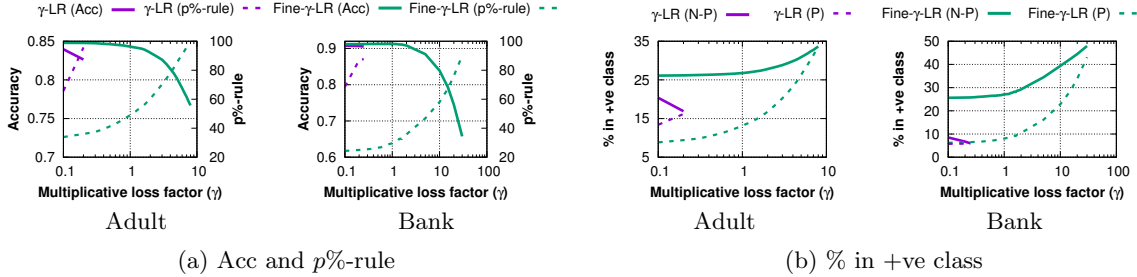 γ-LR (Acc) γ-LR (p%-rule) Fine-γ-LR (Acc) Fine-γ-LR (p%-rule)
0.85 0.8 0.75 0.7
Accuracy
100 80 60 40 20
p%-rule
0.1 1 10
Multiplicative loss factor (γ)
Adult
0.9 0.8 0.7 0.6
Accuracy
100 80 60 40 20
p%-rule
0.1 1 10 100
Multiplicative loss factor (γ)
Bank
(a) Acc and p%-rule
γ-LR (N-P) γ-LR (P) Fine-γ-LR (N-P) Fine-γ-LR (P)
35 25 15 5
% in +ve class
0.1 1 10
Multiplicative loss factor (γ)
Adult
50 40 30 20 10 0
% in +ve class
0.1 1 10 100
Multiplicative loss factor (γ)
Bank
(b) % in +ve class